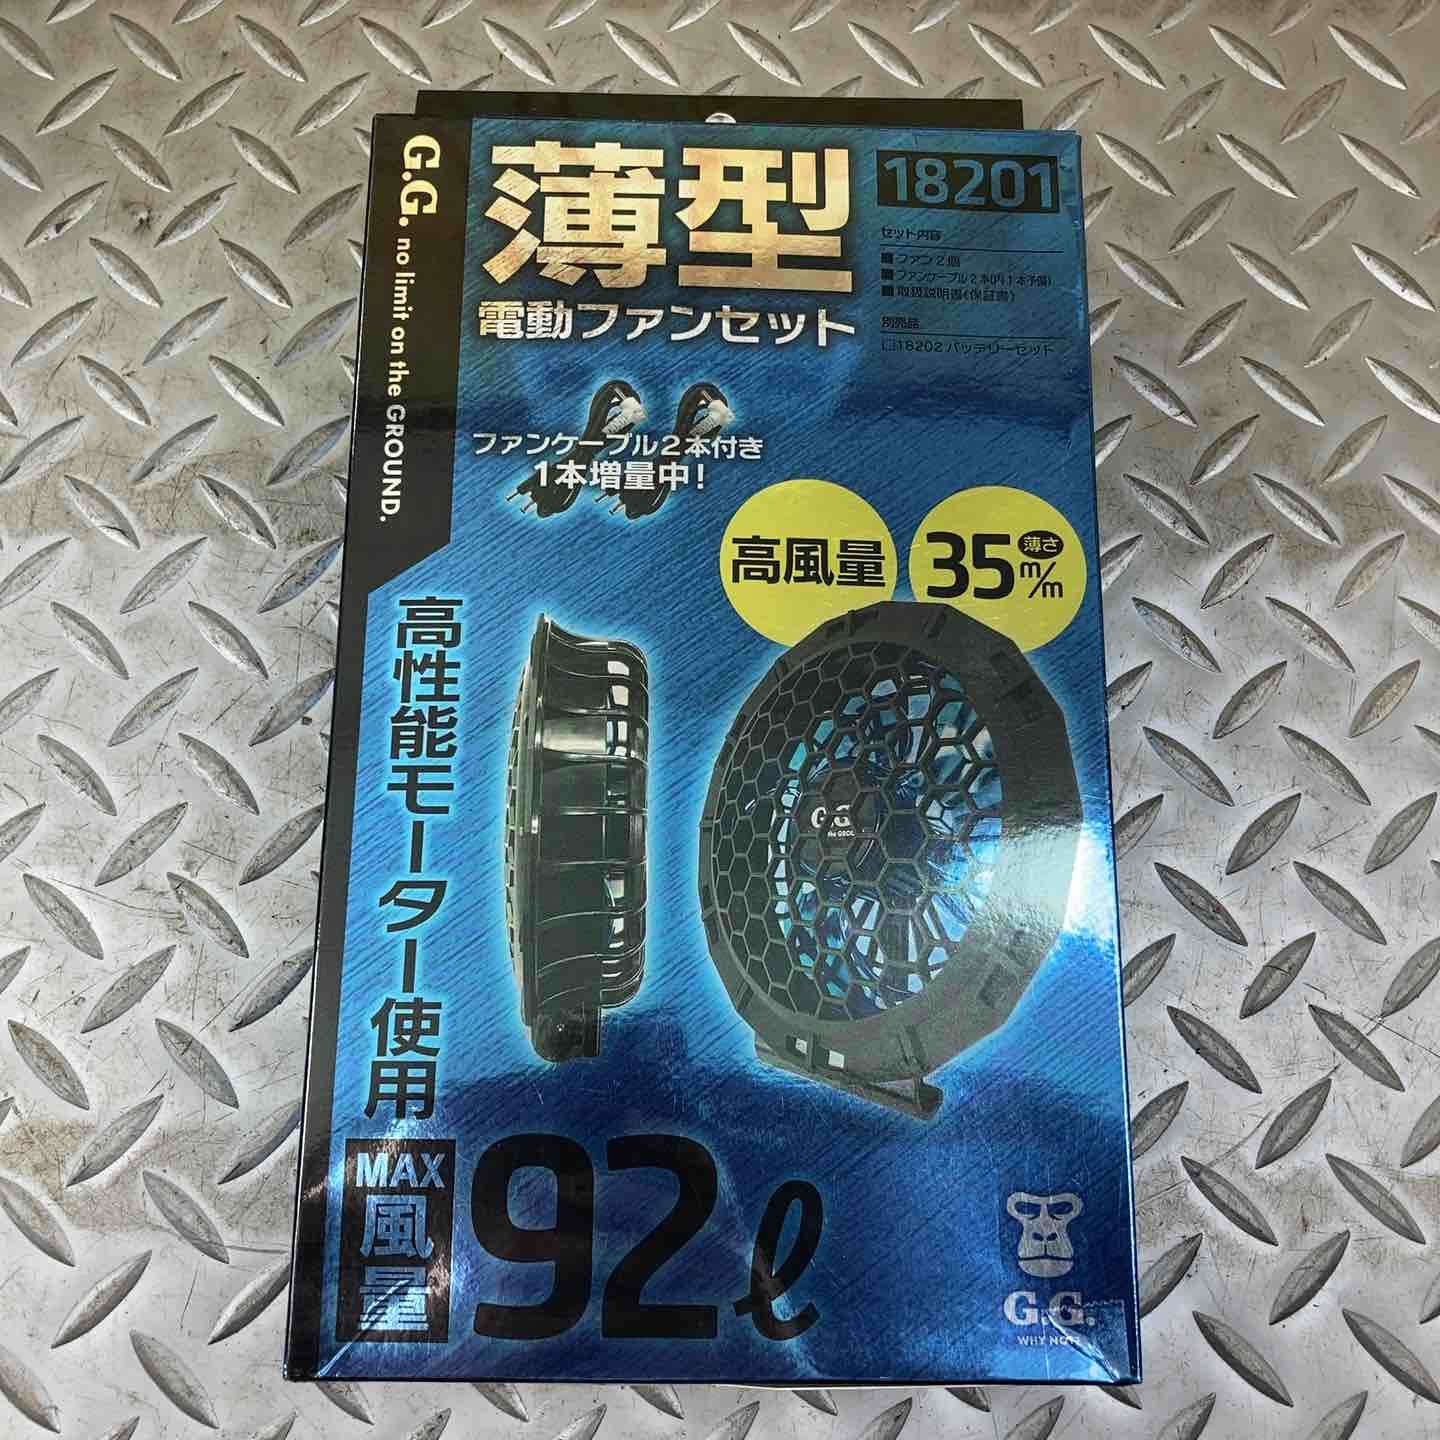 G.G. no limit on the GROUND.
薄型
電動ファンセット
18201
セット内容
■ファン2個
■ファンケーブル2本(内1本予備)
■取扱説明書(保証書)
別売品
□18202 バッテリーセット
ファンケーブル2本付き
1本増量中!
高風量
35m/m
薄さ
高性能モーター使用
G.G.
MAX
風量
92ℓ
G.G.
WHY NOT?